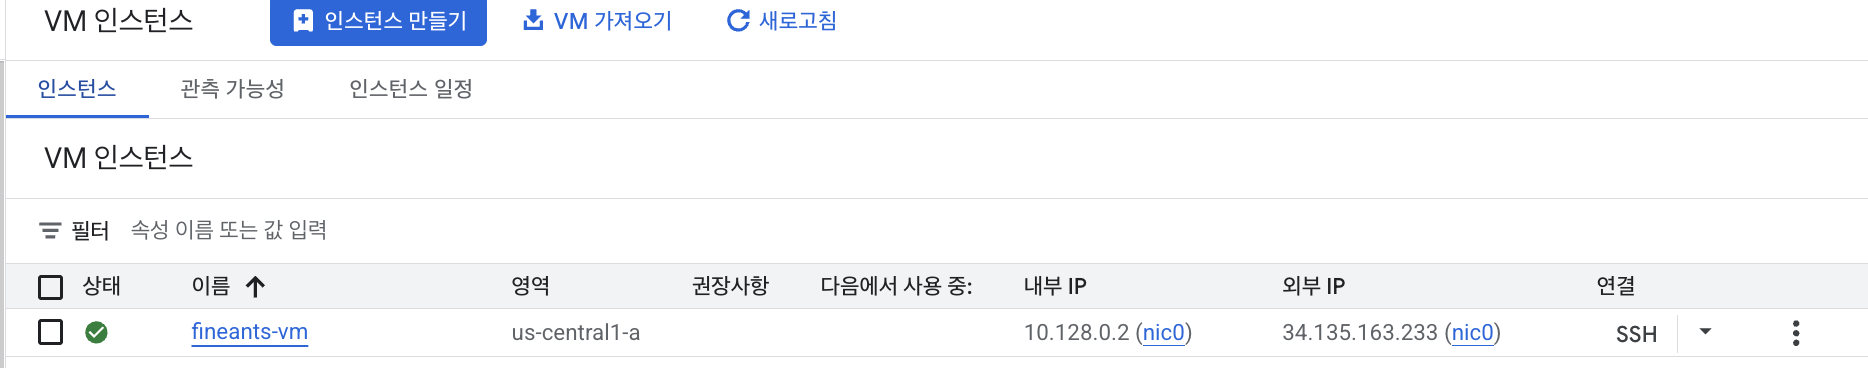 VM 인스턴스 인스턴스 만들기 VM 가져오기 새로고침
인스턴스 관측 가능성 인스턴스 일정
VM 인스턴스
필터 속성 이름 또는 값 입력
상태 이름 영역 권장사항 다음에서 사용 중: 내부 IP 외부 IP 연결
fineants-vm us-central1-a 10.128.0.2 (nic0) 34.135.163.233 (nic0) SSH